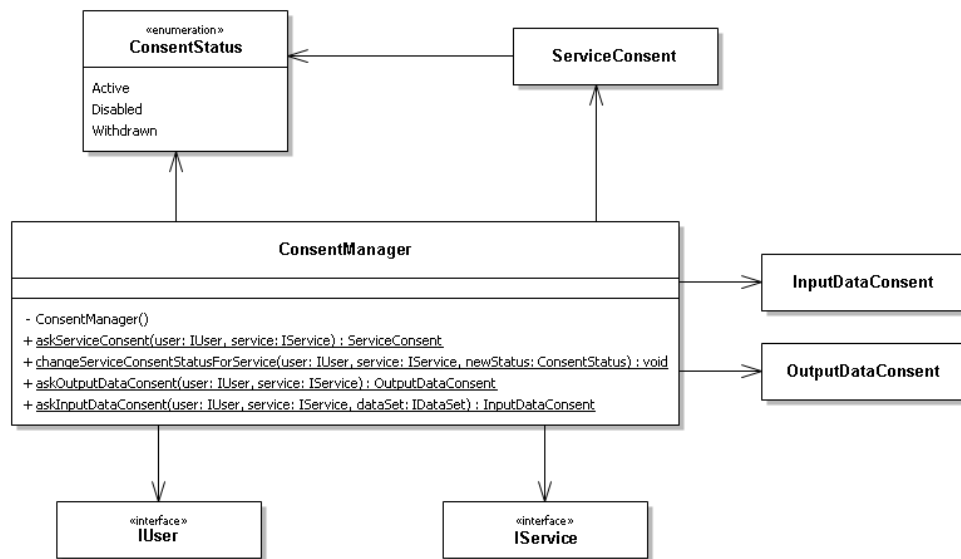 «enumeration»
ConsentStatus
Active
Disabled
Withdrawn
ServiceConsent
ConsentManager
- ConsentManager()
+ askServiceConsent(user: IUser, service: IService) : ServiceConsent
+ changeServiceConsentStatusForService(user: IUser, service: IService, newStatus: ConsentStatus) : void
+ askOutputDataConsent(user: IUser, service: IService) : OutputDataConsent
+ askInputDataConsent(user: IUser, service: IService, dataSet: IDataSet) : InputDataConsent
InputDataConsent
OutputDataConsent
«interface»
IUser
«interface»
IService